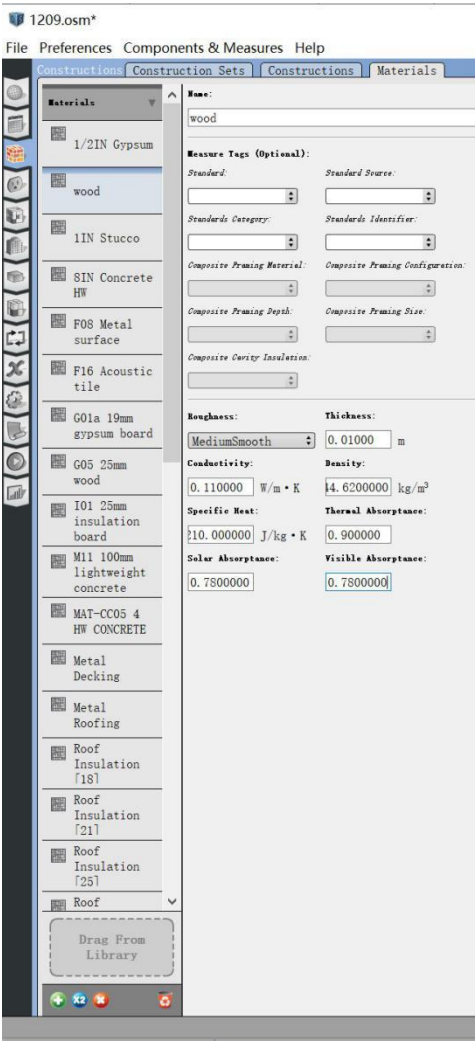 1209.osm*
File Preferences Components & Measures Help
Constructions Construction Sets Constructions Materials
Materials
1/2IN Gypsum
wood
1IN Stucco
8IN Concrete
HW
F08 Metal
surface
F16 Acoustic
tile
G01a 19mm
gypsum board
G05 25mm
wood
I01 25mm
insulation
board
M11 100mm
lightweight
concrete
MAT-CC05 4
HW CONCRETE
Metal
Decking
Metal
Roofing
Roof
Insulation
[18]
Roof
Insulation
[21]
Roof
Insulation
[25]
Roof
Drag From
Library
Name:
wood
Measure Tags (Optional):
Standard: Standard Source:
Standards Category: Standards Identifier:
Composite Framing Material: Composite Framing Configuration:
Composite Framing Depth: Composite Framing Size:
Composite Cavity Insulation:
Roughness: Thickness:
MediumSmooth 0.01000 m
Conductivity: Density:
0.110000 W/m·K 44.6200000 kg/m³
Specific Heat: Thermal Absorptance:
210.000000 J/kg·K 0.900000
Solar Absorptance: Visible Absorptance:
0.7800000 0.7800000
X2